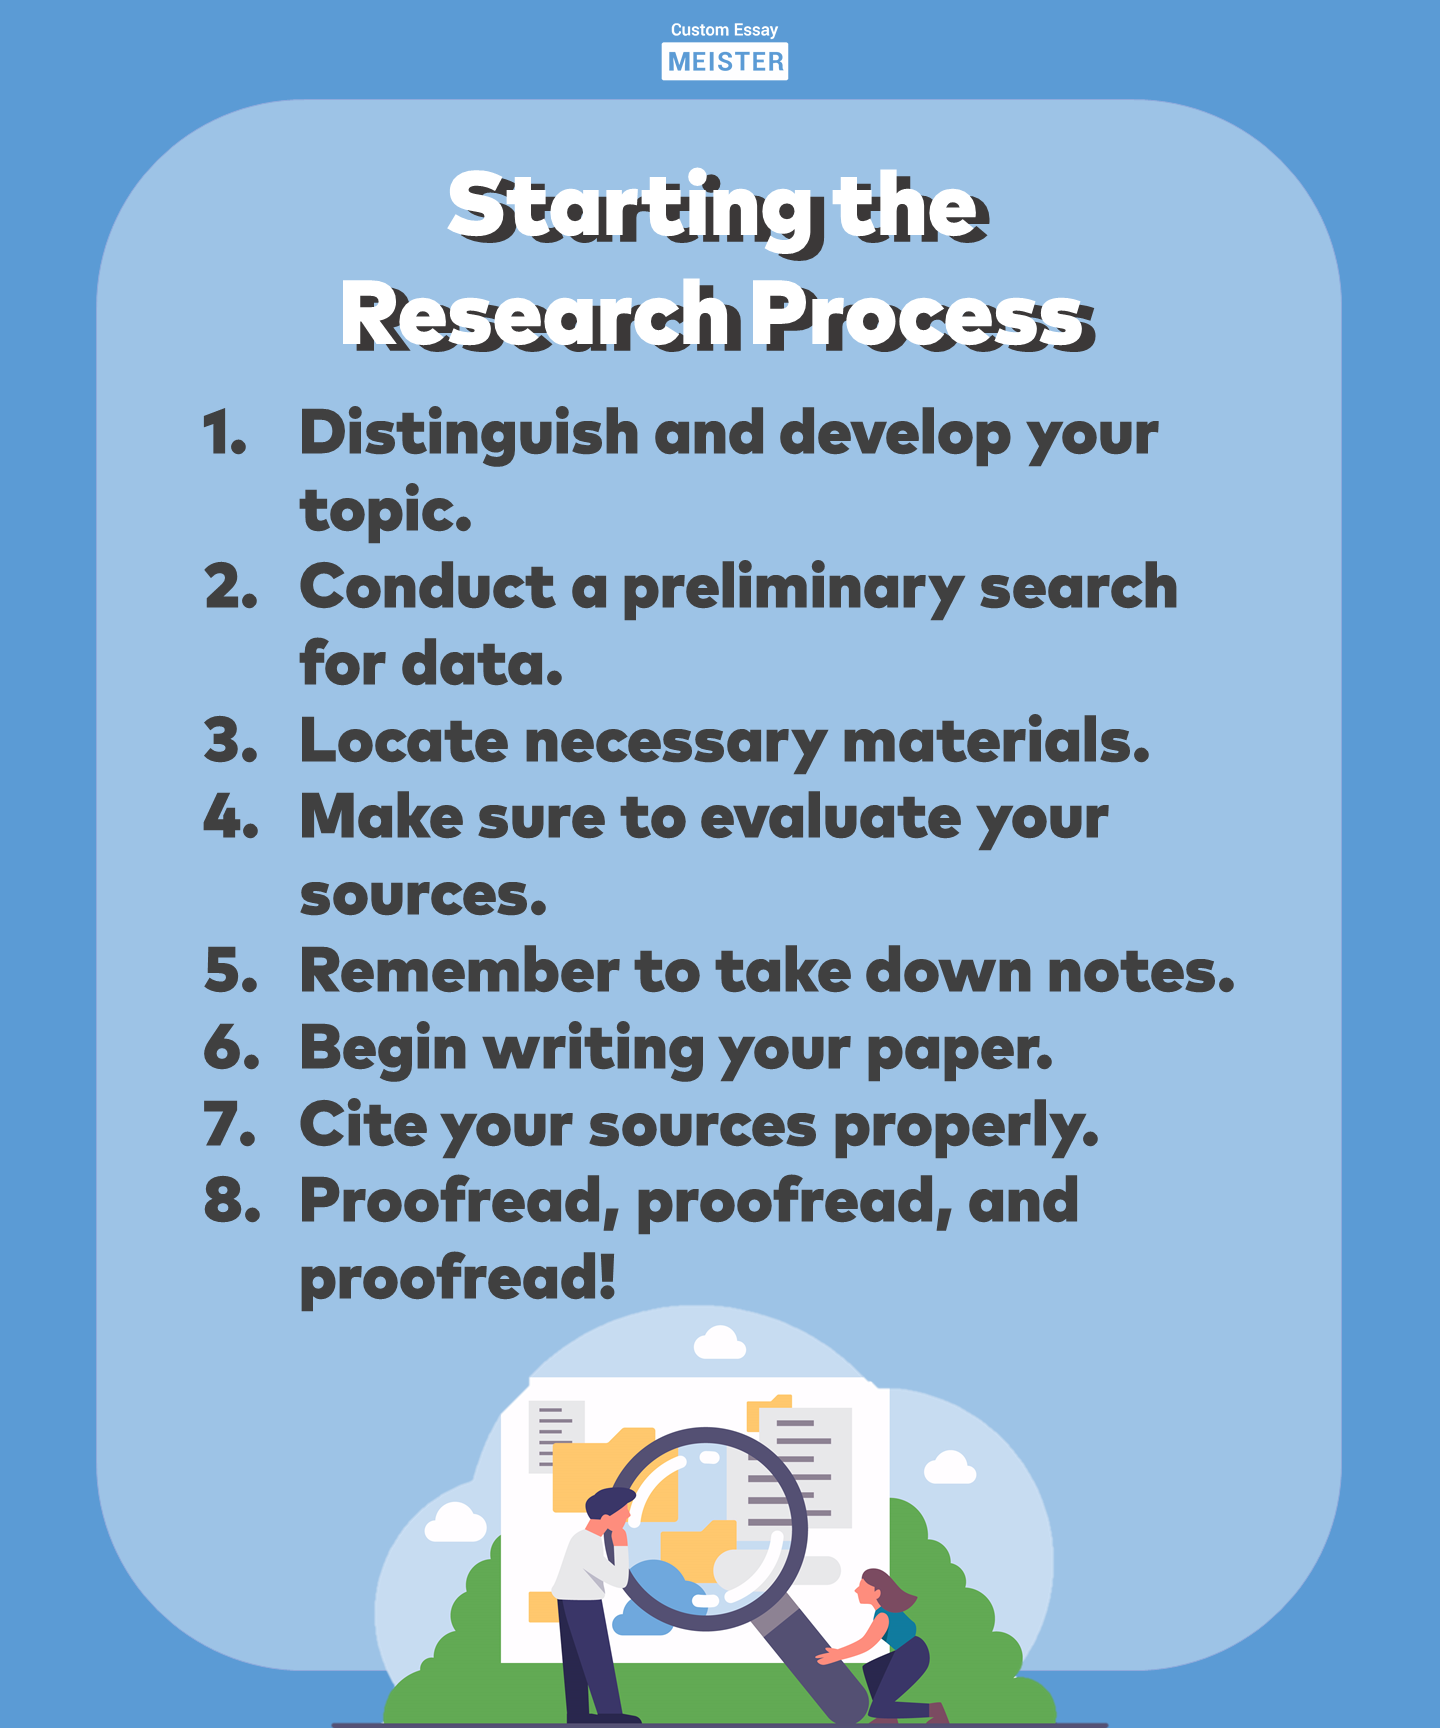 Custom Essay
MEISTER
Starting the
Research Process
1. Distinguish and develop your
topic.
2. Conduct a preliminary search
for data.
3. Locate necessary materials.
4. Make sure to evaluate your
sources.
5. Remember to take down notes.
6. Begin writing your paper.
7. Cite your sources properly.
8. Proofread, proofread, and
proofread!